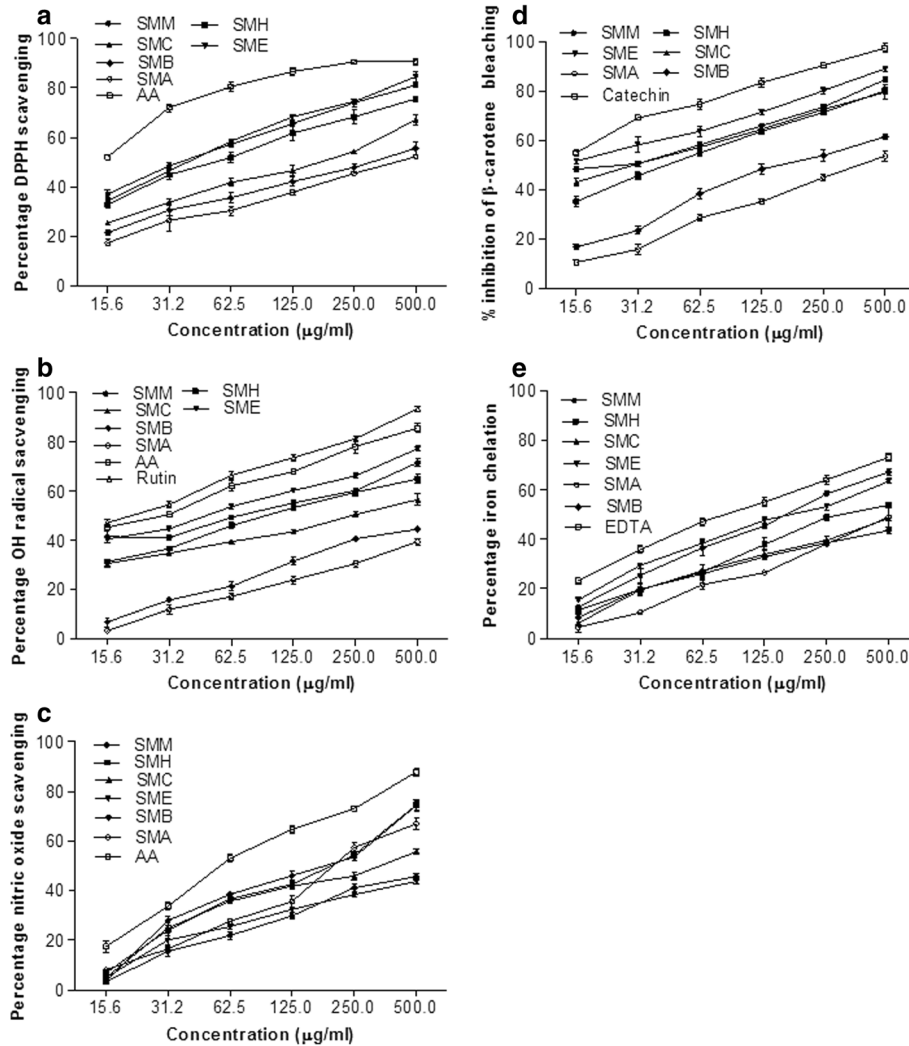 a
SMM SMH
SMC SME
SMB
SMA
AA
Percentage DPPH scavenging
100
80
60
40
20
0
15.6 31.2 62.5 125.0 250.0 500.0
Concentration (μg/ml)
d
SMM SMH
SME SMC
SMA SMB
Catechin
% inhibition of β-carotene bleaching
100
80
60
40
20
0
15.6 31.2 62.5 125.0 250.0 500.0
Concentration (μg/ml)
b
SMM SMH
SMC SME
SMB
SMA
AA
Rutin
Percentage OH radical sacvenging
100
80
60
40
20
0
15.6 31.2 62.5 125.0 250.0 500.0
Concentration (μg/ml)
e
SMM
SMH
SMC
SME
SMA
SMB
EDTA
Percentage iron chelation
100
80
60
40
20
0
15.6 31.2 62.5 125.0 250.0 500.0
Concentration (μg/ml)
c
SMM
SMH
SMC
SME
SMB
SMA
AA
Percentage nitric oxide scavenging
100
80
60
40
20
0
15.6 31.2 62.5 125.0 250.0 500.0
Concentration (μg/ml)